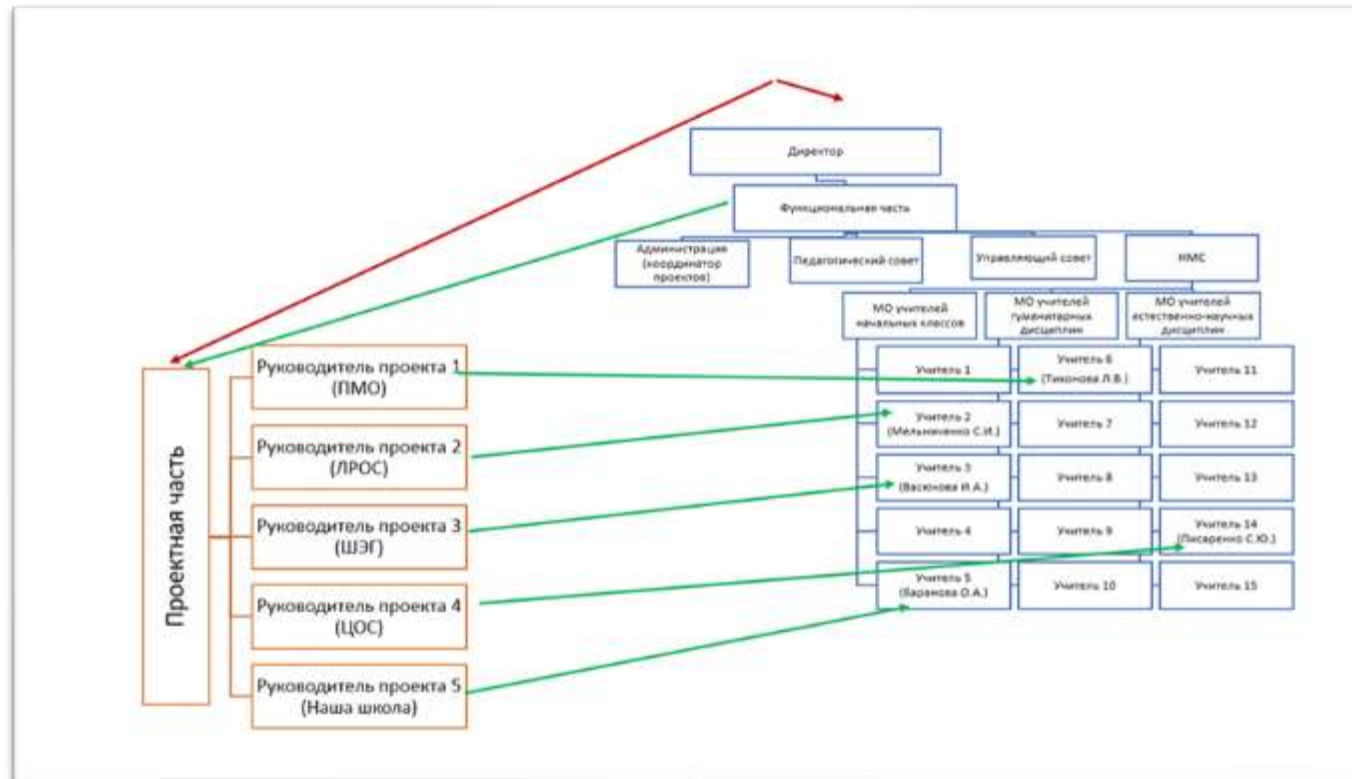 Директор
Функциональная часть
Администрация
(координатор
проектов)
Педагогический совет
Управляющий совет
НМС
МО учителей
начальных классов
МО учителей
гуманитарных
дисциплин
МО учителей
естественно-научных
дисциплин
Учитель 1
Учитель 2
(Мельниченко С.И.)
Учитель 3
(Васюнова И.А.)
Учитель 4
Учитель 5
(Баранова О.А.)
Учитель 6
(Тихонова Л.В.)
Учитель 7
Учитель 8
Учитель 9
Учитель 10
Учитель 11
Учитель 12
Учитель 13
Учитель 14
(Писаренко С.Ю.)
Учитель 15
Проектная часть
Руководитель проекта 1
(ПМО)
Руководитель проекта 2
(ЛРОС)
Руководитель проекта 3
(ШЭГ)
Руководитель проекта 4
(ЦОС)
Руководитель проекта 5
(Наша школа)